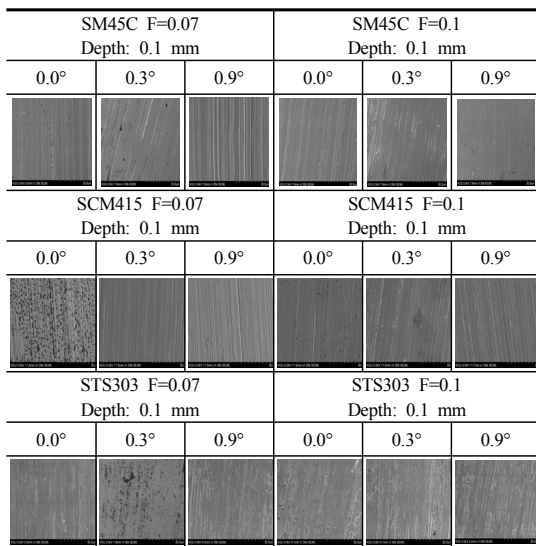 SM45C F=0.07
Depth: 0.1 mm
SM45C F=0.1
Depth: 0.1 mm
0.0° 0.3° 0.9° 0.0° 0.3° 0.9°
SCM415 F=0.07
Depth: 0.1 mm
SCM415 F=0.1
Depth: 0.1 mm
0.0° 0.3° 0.9° 0.0° 0.3° 0.9°
STS303 F=0.07
Depth: 0.1 mm
STS303 F=0.1
Depth: 0.1 mm
0.0° 0.3° 0.9° 0.0° 0.3° 0.9°